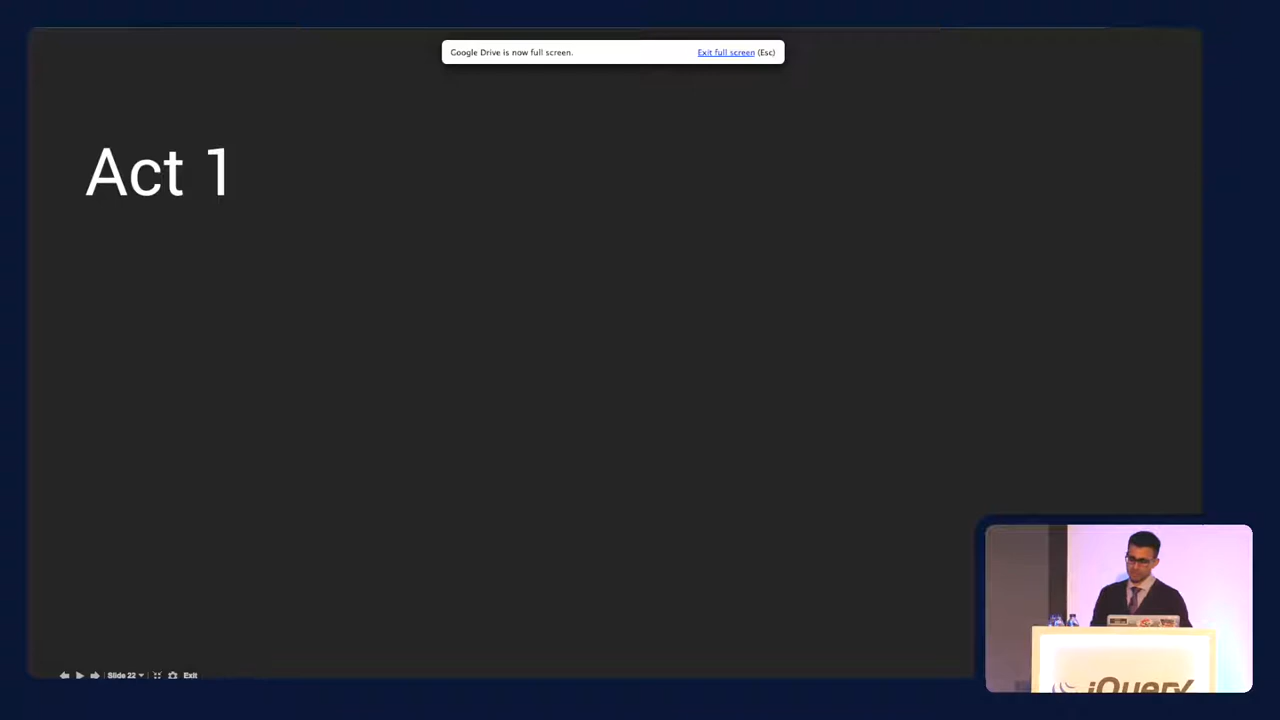 Google Drive is now full screen. Exit full screen (Esc)
Act 1
Slide 22 Exit
jQuery